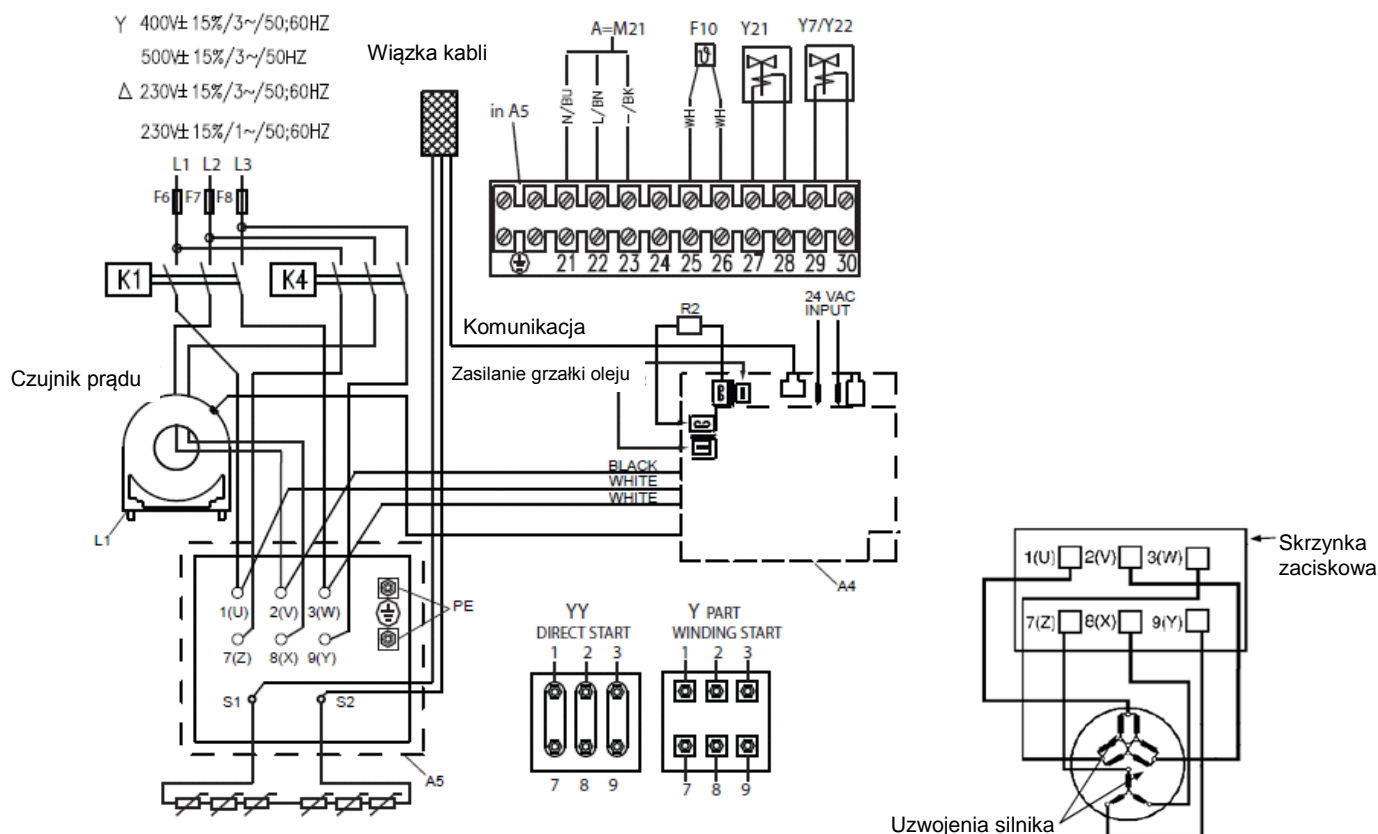 Y 400V± 15%/3~/50;60HZ
500V± 15%/3~/50HZ
Δ 230V± 15%/3~/50;60HZ
230V± 15%/1~/50;60HZ
L1 L2 L3
F6 F7 F8
K1
K4
Wiązka kabli
A=M21
F10
Y21
Y7/Y22
in A5
N/BU
L/BN
–/BK
WH
WH
ϑ
21 22 23 24 25 26 27 28 29 30
R2
24 VAC
INPUT
Komunikacja
Zasilanie grzałki oleju
Czujnik prądu
L1
BLACK
WHITE
WHITE
A4
1(U) 2(V) 3(W)
7(Z) 8(X) 9(Y)
PE
S1
S2
A5
YY
DIRECT START
1 2 3
7 8 9
Y PART
WINDING START
1 2 3
7 8 9
1(U) 2(V) 3(W)
7(Z) 8(X) 9(Y)
Skrzynka
zaciskowa
Uzwojenia silnika